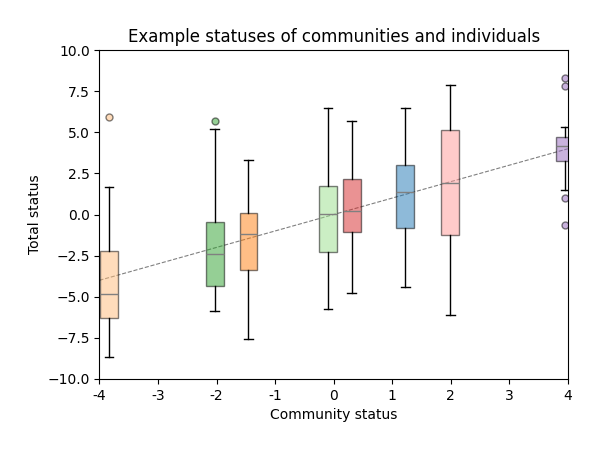 Example statuses of communities and individuals
10.0
7.5
5.0
2.5
0.0
−2.5
−5.0
−7.5
−10.0
Total status
-4 -3 -2 -1 0 1 2 3 4
Community status